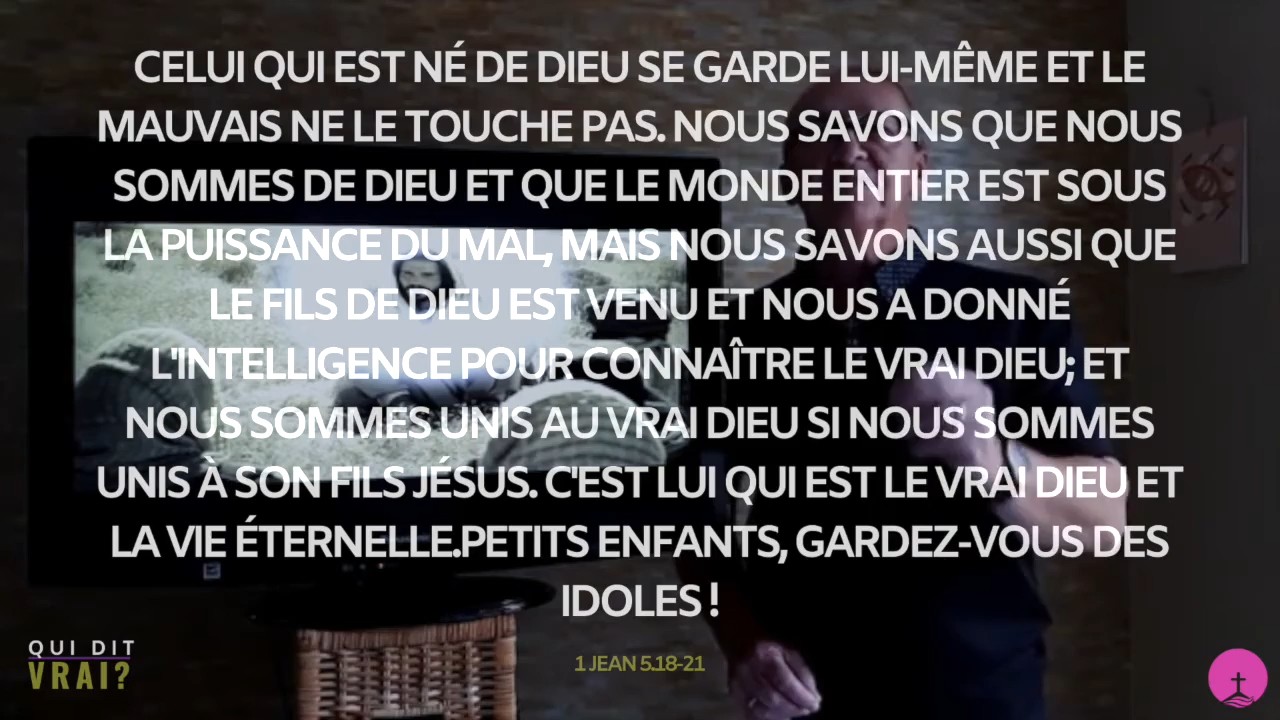 CELUI QUI EST NÉ DE DIEU SE GARDE LUI-MÊME ET LE
MAUVAIS NE LE TOUCHE PAS. NOUS SAVONS QUE NOUS
SOMMES DE DIEU ET QUE LE MONDE ENTIER EST SOUS
LA PUISSANCE DU MAL, MAIS NOUS SAVONS AUSSI QUE
LE FILS DE DIEU EST VENU ET NOUS A DONNÉ
L'INTELLIGENCE POUR CONNAÎTRE LE VRAI DIEU; ET
NOUS SOMMES UNIS AU VRAI DIEU SI NOUS SOMMES
UNIS À SON FILS JÉSUS. C'EST LUI QUI EST LE VRAI DIEU ET
LA VIE ÉTERNELLE.PETITS ENFANTS, GARDEZ-VOUS DES
IDOLES !
1 JEAN 5.18-21
QUI DIT
VRAI?